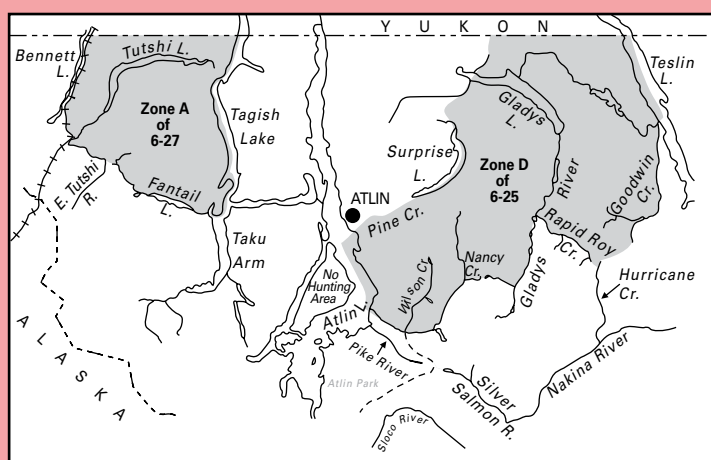 YUKON
Bennett
L.
Tutshi L.
Teslin
L.
Zone A
of
6-27
Tagish
Lake
Gladys
L.
Surprise
L.
Zone D
of
6-25
River
Goodwin
Cr.
E. Tutshi
R.
Fantail
L.
ATLIN
Pine Cr.
Rapid Roy
Cr.
Taku
Arm
No
Hunting
Area
Wilson Cr.
Nancy
Cr.
Gladys
Hurricane
Cr.
Atlin L.
ALASKA
Pike River
Atlin Park
Silver
Salmon R.
Nakina River
Sloco River